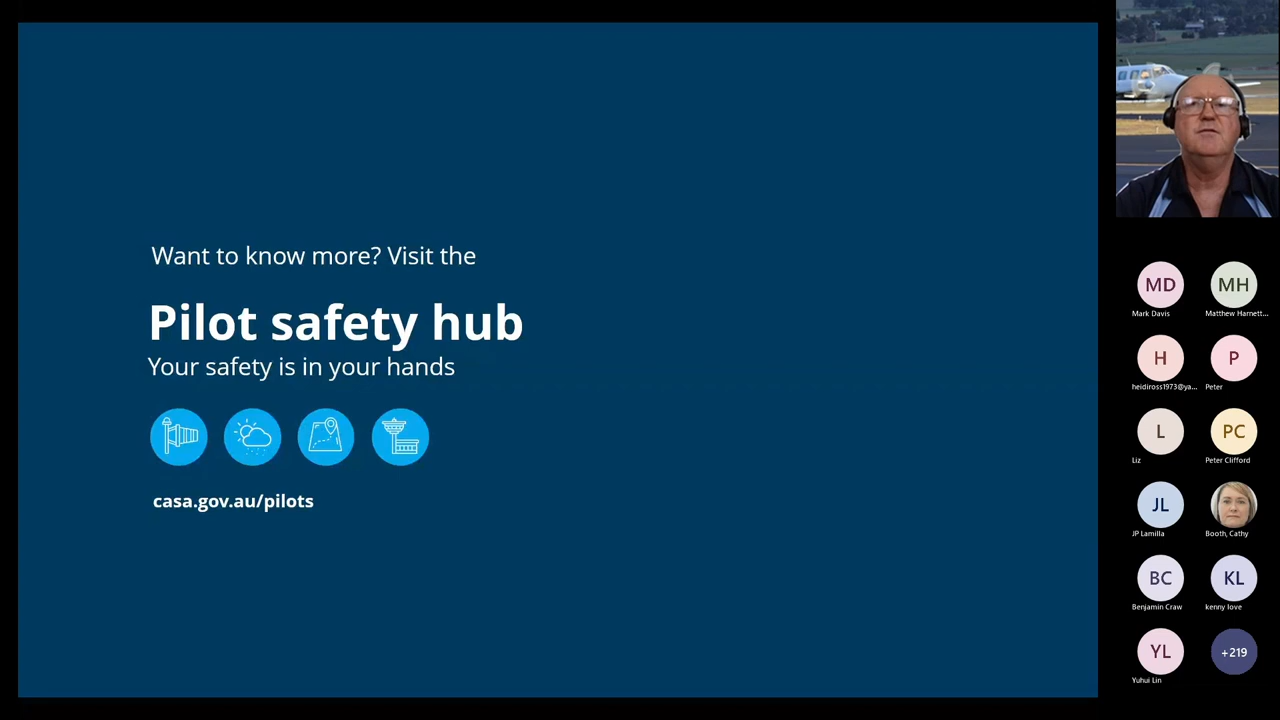 Want to know more? Visit the
Pilot safety hub
Your safety is in your hands
casa.gov.au/pilots
MD
MH
Mark Davis
Matthew Harnett...
H
P
heidiross1973@ya...
Peter
L
PC
Liz
Peter Clifford
JL
JP Lamilla
Booth, Cathy
BC
KL
Benjamin Craw
kenny love
YL
+219
Yuhui Lin